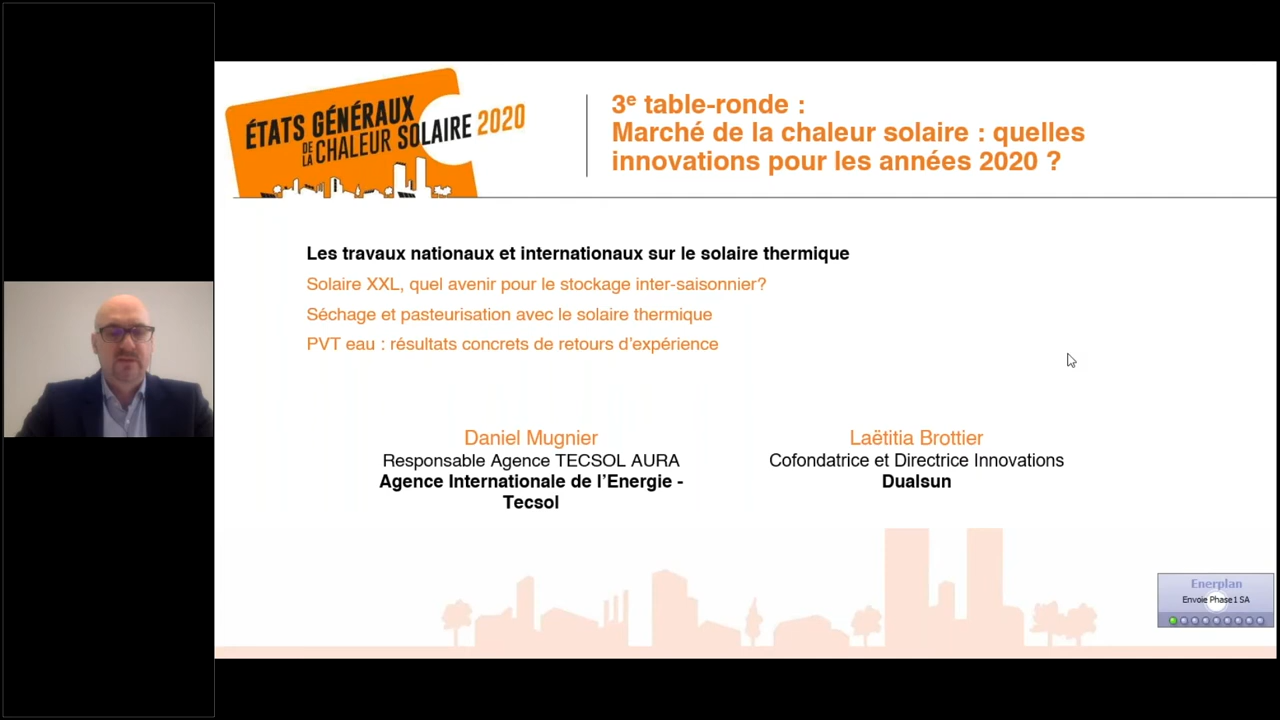 ÉTATS GÉNÉRAUX
DE LA CHALEUR SOLAIRE 2020
3e table-ronde :
Marché de la chaleur solaire : quelles
innovations pour les années 2020 ?
Les travaux nationaux et internationaux sur le solaire thermique
Solaire XXL, quel avenir pour le stockage inter-saisonnier?
Séchage et pasteurisation avec le solaire thermique
PVT eau : résultats concrets de retours d’expérience
Daniel Mugnier
Responsable Agence TECSOL AURA
Agence Internationale de l’Energie -
Tecsol
Laëtitia Brottier
Cofondatrice et Directrice Innovations
Dualsun
Enerplan
Envoie Phase1 SA